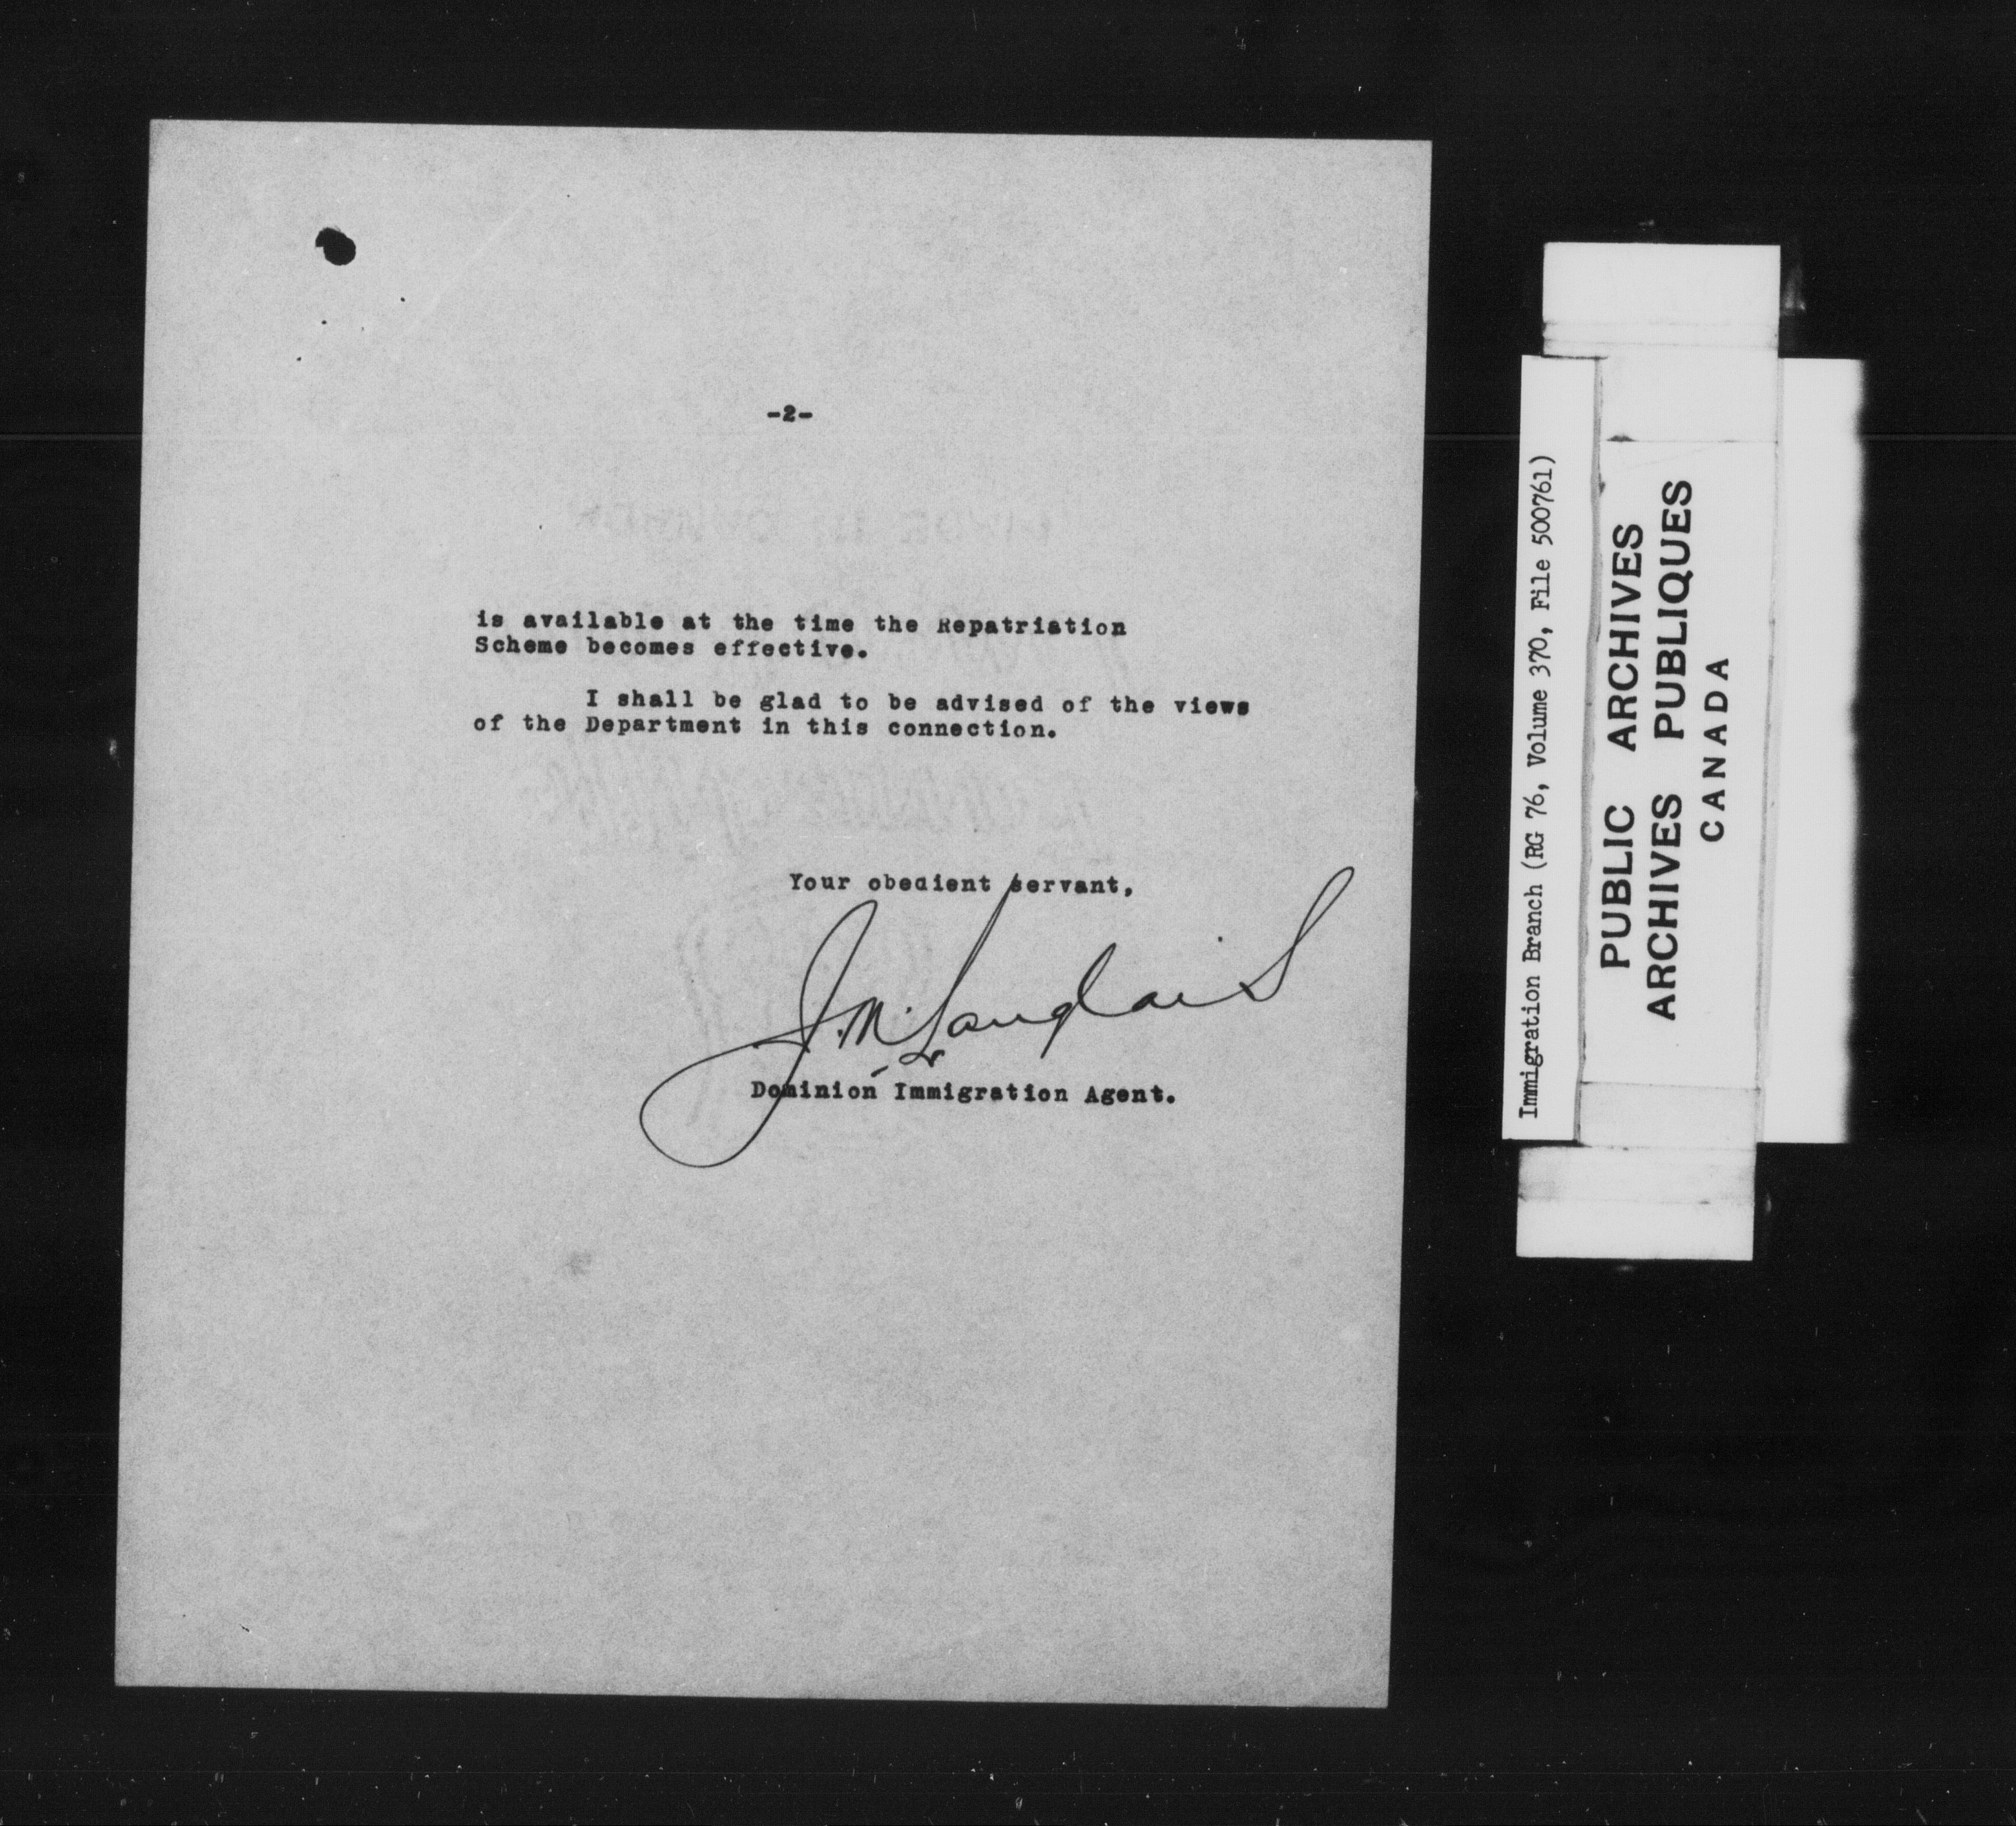 -2-
is available at the time the Repatriation
Scheme becomes effective.
I shall be glad to be advised of the views
of the Department in this connection.
Your obedient servant,
J.M. Langlais
Dominion Immigration Agent.
Immigration Branch (RG 76, Volume 370, File 500761)
PUBLIC ARCHIVES
ARCHIVES PUBLIQUES
CANADA